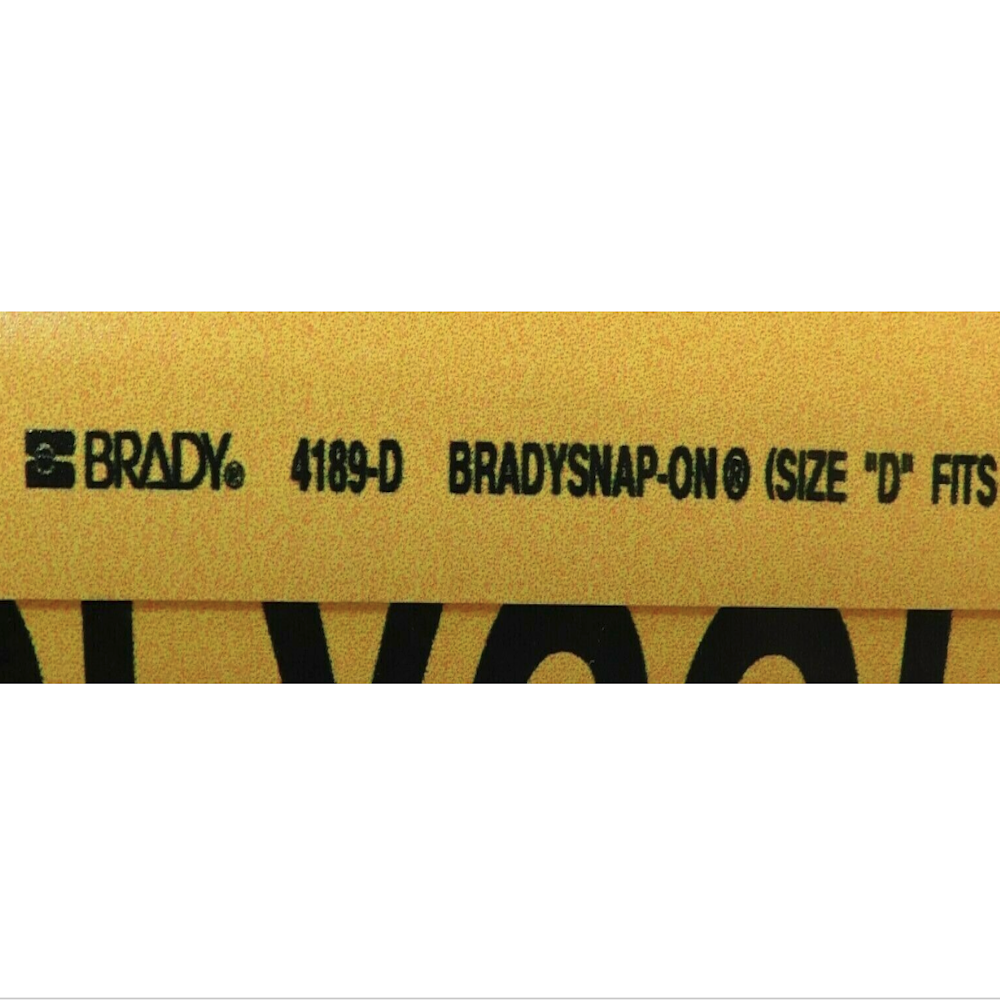 BRADY® 4189-D BRADYSNAP-ON® (SIZE "D" FITS